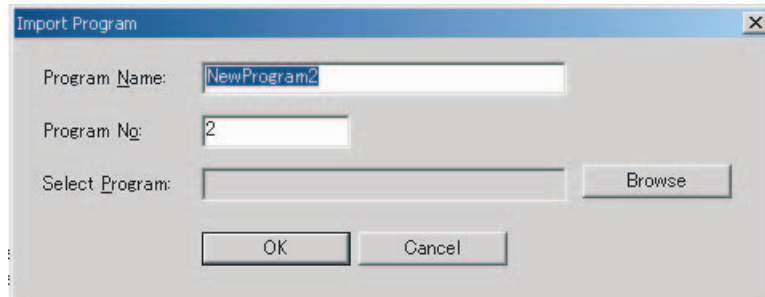 Import Program
Program Name: NewProgram2
Program No: 2
Select Program: Browse
OK Cancel